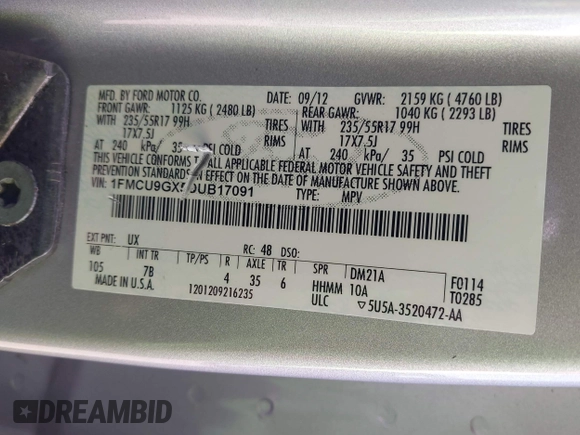 MFD. BY FORD MOTOR CO. DATE: 09/12 GVWR: 2159 KG (4760 LB)
FRONT GAWR: 1125 KG (2480 LB) REAR GAWR: 1040 KG (2293 LB)
WITH 235/55R17 99H TIRES WITH 235/55R17 99H TIRES
17X7.5J RIMS 17X7.5J RIMS
AT 240 kPa/ 35 PSI COLD AT 240 kPa/ 35 PSI COLD
THIS VEHICLE CONFORMS TO ALL APPLICABLE FEDERAL MOTOR VEHICLE SAFETY AND THEFT
PREVENTION STANDARDS IN EFFECT ON THE DATE OF MANUFACTURE SHOWN ABOVE.
VIN: TYPE: MPV
EXT PNT: UX RC: 48 DSO:
WB INT TR TP/PS R AXLE TR SPR DM21A F0114
105 7B 4 35 6 HHMM 10A T0285
MADE IN U.S.A. 1201209216235 ULC ▽5U5A-3520472-AA
DREAMBID